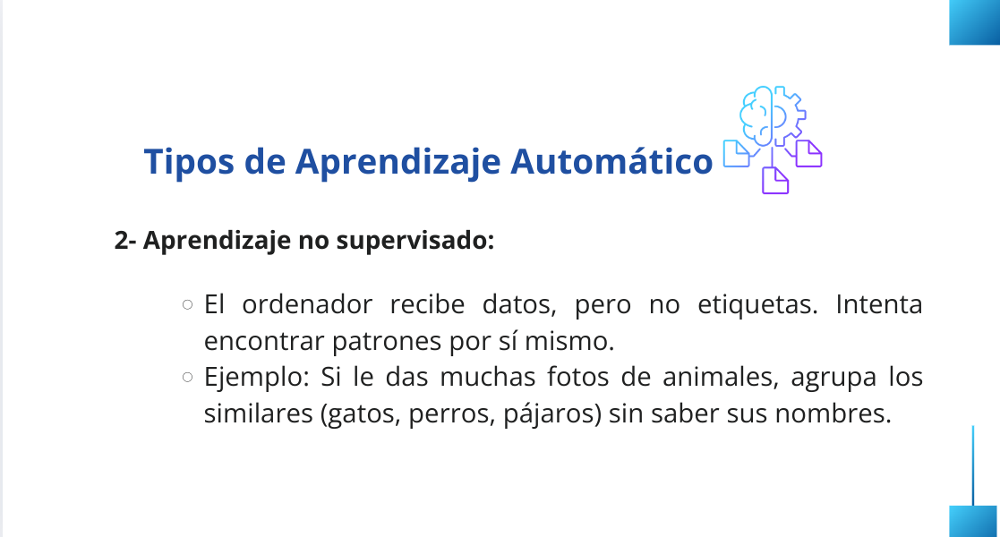 Tipos de Aprendizaje Automático
2- Aprendizaje no supervisado:
El ordenador recibe datos, pero no etiquetas. Intenta
encontrar patrones por sí mismo.
Ejemplo: Si le das muchas fotos de animales, agrupa los
similares (gatos, perros, pájaros) sin saber sus nombres.